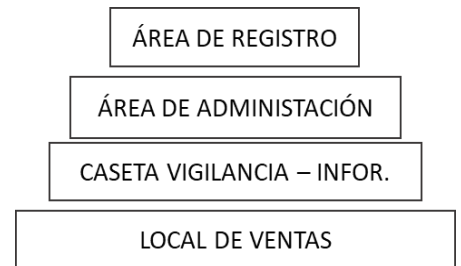 ÁREA DE REGISTRO
ÁREA DE ADMINISTACIÓN
CASETA VIGILANCIA – INFOR.
LOCAL DE VENTAS